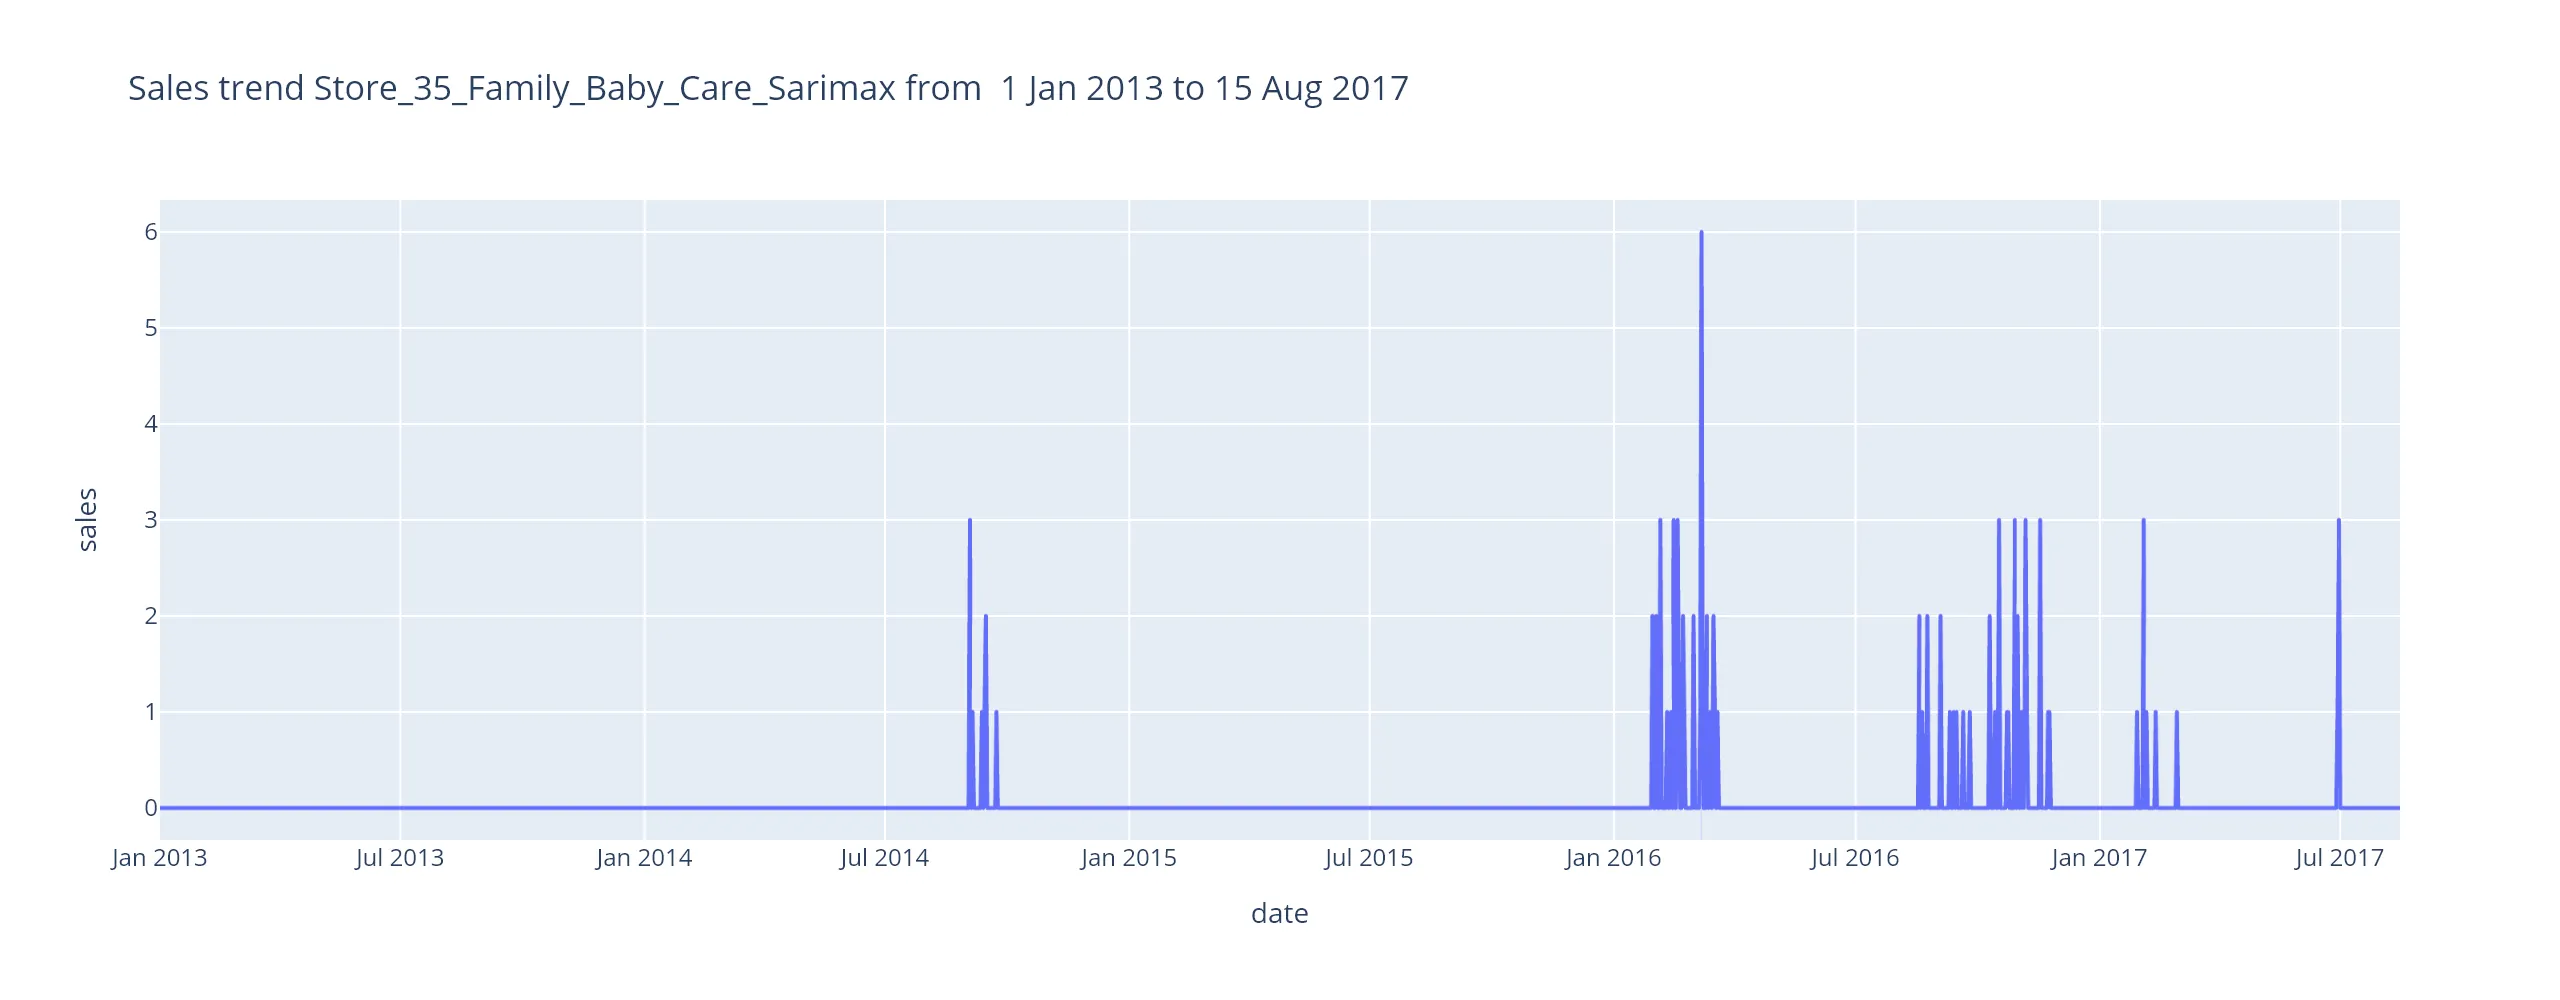 Sales trend Store_35_Family_Baby_Care_Sarimax from  1 Jan 2013 to 15 Aug 2017
6
5
4
3
2
1
0
sales
Jan 2013 Jul 2013 Jan 2014 Jul 2014 Jan 2015 Jul 2015 Jan 2016 Jul 2016 Jan 2017 Jul 2017
date